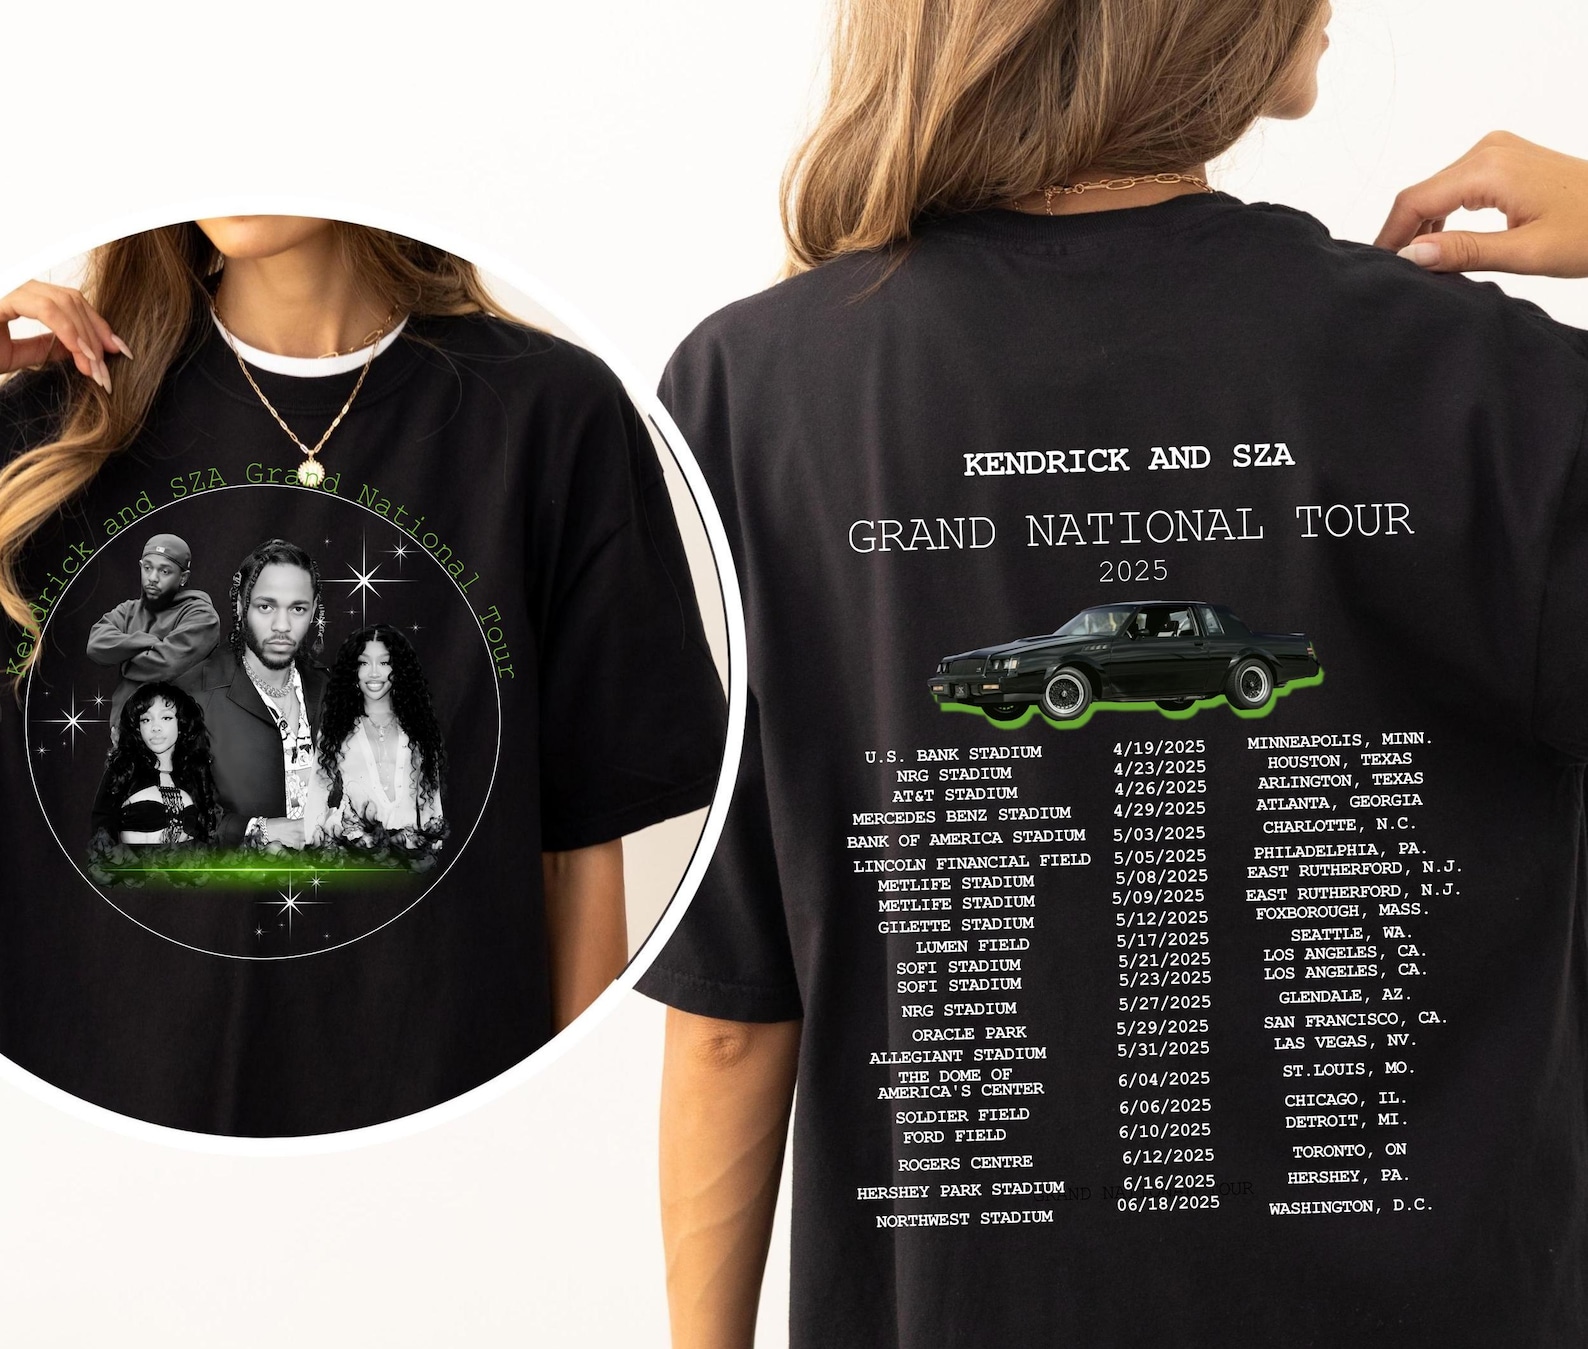 Kendrick and SZA Grand National Tour
KENDRICK AND SZA
GRAND NATIONAL TOUR
2025
U.S. BANK STADIUM 4/19/2025 MINNEAPOLIS, MINN.
NRG STADIUM 4/23/2025 HOUSTON, TEXAS
AT&T STADIUM 4/26/2025 ARLINGTON, TEXAS
MERCEDES BENZ STADIUM 4/29/2025 ATLANTA, GEORGIA
BANK OF AMERICA STADIUM 5/03/2025 CHARLOTTE, N.C.
LINCOLN FINANCIAL FIELD 5/05/2025 PHILADELPHIA, PA.
METLIFE STADIUM 5/08/2025 EAST RUTHERFORD, N.J.
METLIFE STADIUM 5/09/2025 EAST RUTHERFORD, N.J.
GILETTE STADIUM 5/12/2025 FOXBOROUGH, MASS.
LUMEN FIELD 5/17/2025 SEATTLE, WA.
SOFI STADIUM 5/21/2025 LOS ANGELES, CA.
SOFI STADIUM 5/23/2025 LOS ANGELES, CA.
NRG STADIUM 5/27/2025 GLENDALE, AZ.
ORACLE PARK 5/29/2025 SAN FRANCISCO, CA.
ALLEGIANT STADIUM 5/31/2025 LAS VEGAS, NV.
THE DOME OF
AMERICA'S CENTER 6/04/2025 ST.LOUIS, MO.
SOLDIER FIELD 6/06/2025 CHICAGO, IL.
FORD FIELD 6/10/2025 DETROIT, MI.
ROGERS CENTRE 6/12/2025 TORONTO, ON
HERSHEY PARK STADIUM 6/16/2025 HERSHEY, PA.
GRAND NATIONAL TOUR
NORTHWEST STADIUM 06/18/2025 WASHINGTON, D.C.